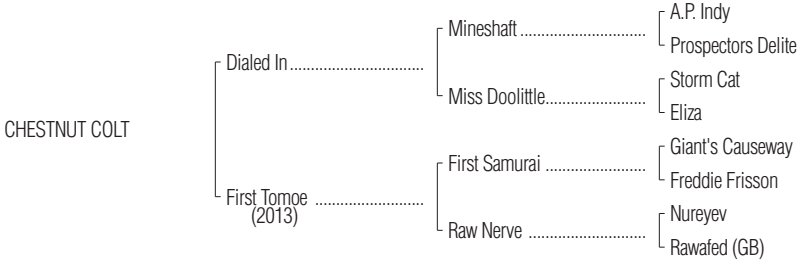 A.P. Indy
Mineshaft ..............................
Prospectors Delite
Dialed In................................
Storm Cat
Miss Doolittle........................
Eliza
CHESTNUT COLT
Giant's Causeway
First Samurai ........................
Freddie Frisson
First Tomoe ..........................
(2013)
Nureyev
Raw Nerve ............................
Rawafed (GB)